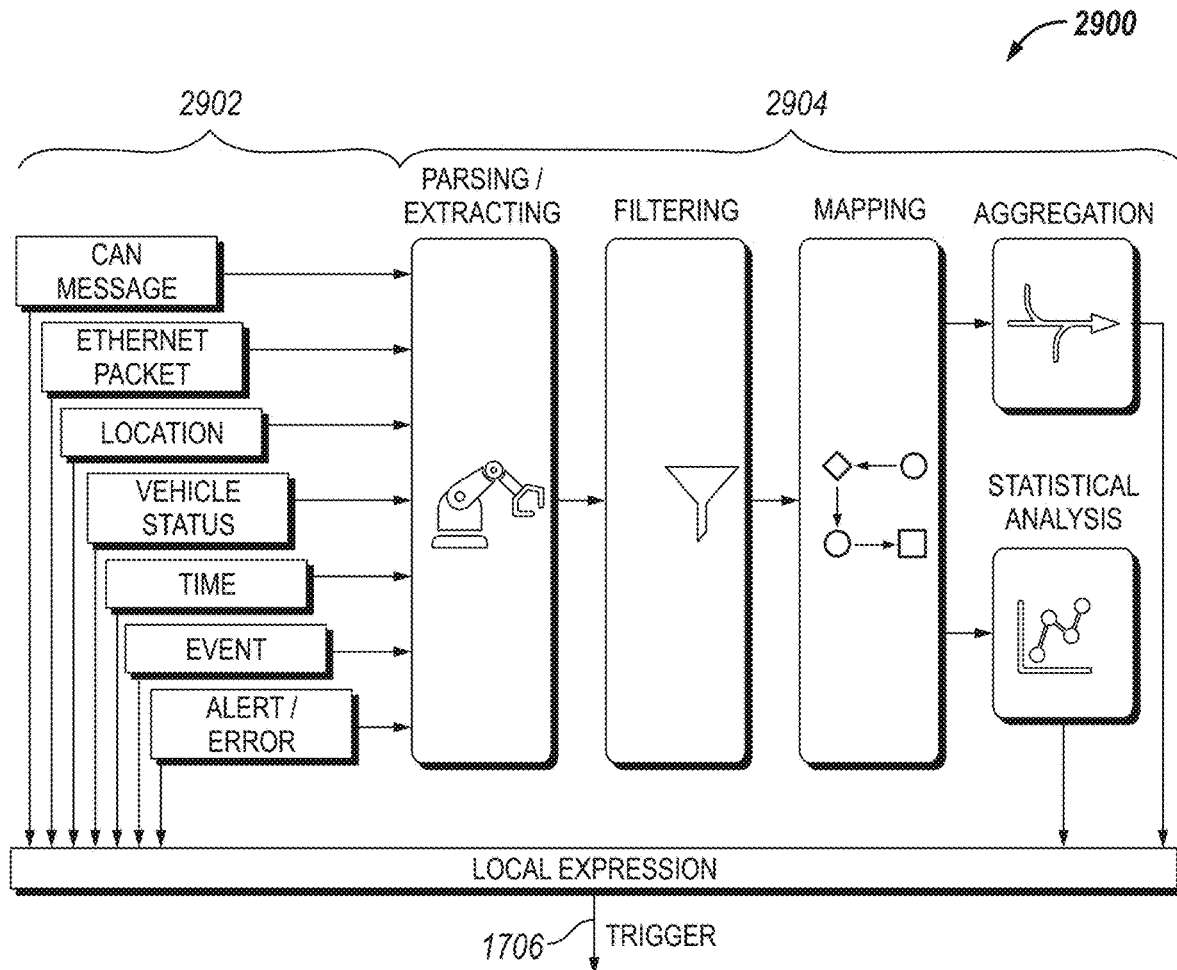 2900
2902
2904
PARSING /
EXTRACTING
FILTERING
MAPPING
AGGREGATION
CAN
MESSAGE
ETHERNET
PACKET
LOCATION
VEHICLE
STATUS
TIME
EVENT
ALERT /
ERROR
STATISTICAL
ANALYSIS
LOCAL EXPRESSION
1706
TRIGGER